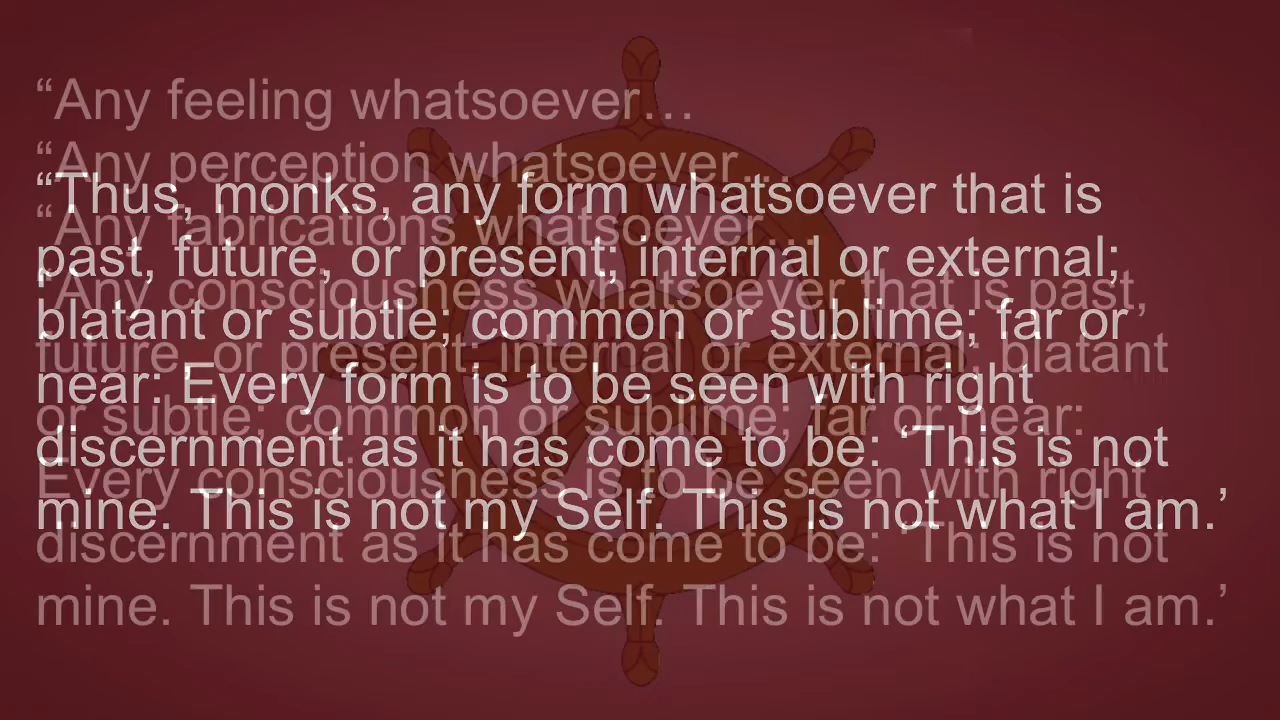 “Any feeling whatsoever…
“Any perception whatsoever…
“Thus, monks, any form whatsoever that is
“Any fabrications whatsoever…
past, future, or present; internal or external;
“Any consciousness whatsoever that is past,
blatant or subtle; common or sublime; far or
future, or present; internal or external; blatant
near: Every form is to be seen with right
or subtle; common or sublime; far or near:
discernment as it has come to be: ‘This is not
Every consciousness is to be seen with right
mine. This is not my Self. This is not what I am.’
discernment as it has come to be: ‘This is not
mine. This is not my Self. This is not what I am.’